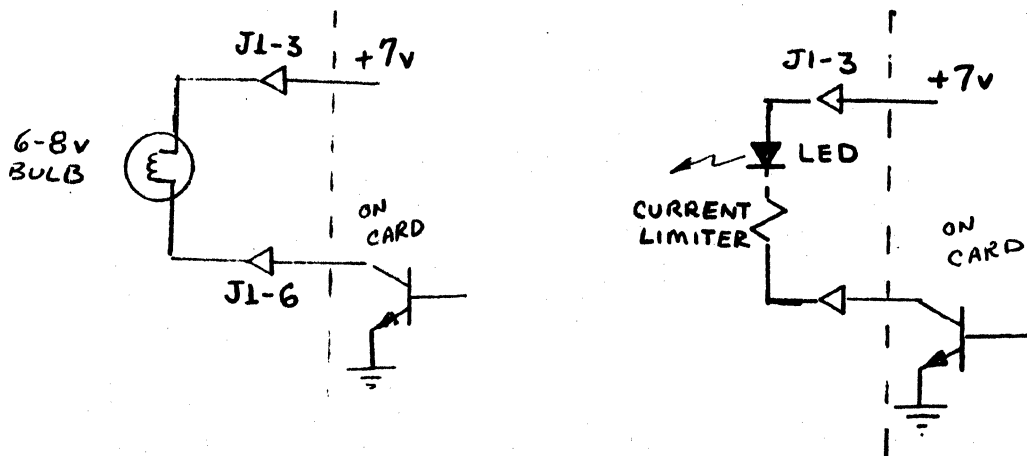 J1-3
+7v
6-8v
BULB
ON
CARD
J1-6
J1-3
+7v
LED
CURRENT
LIMITER
ON
CARD